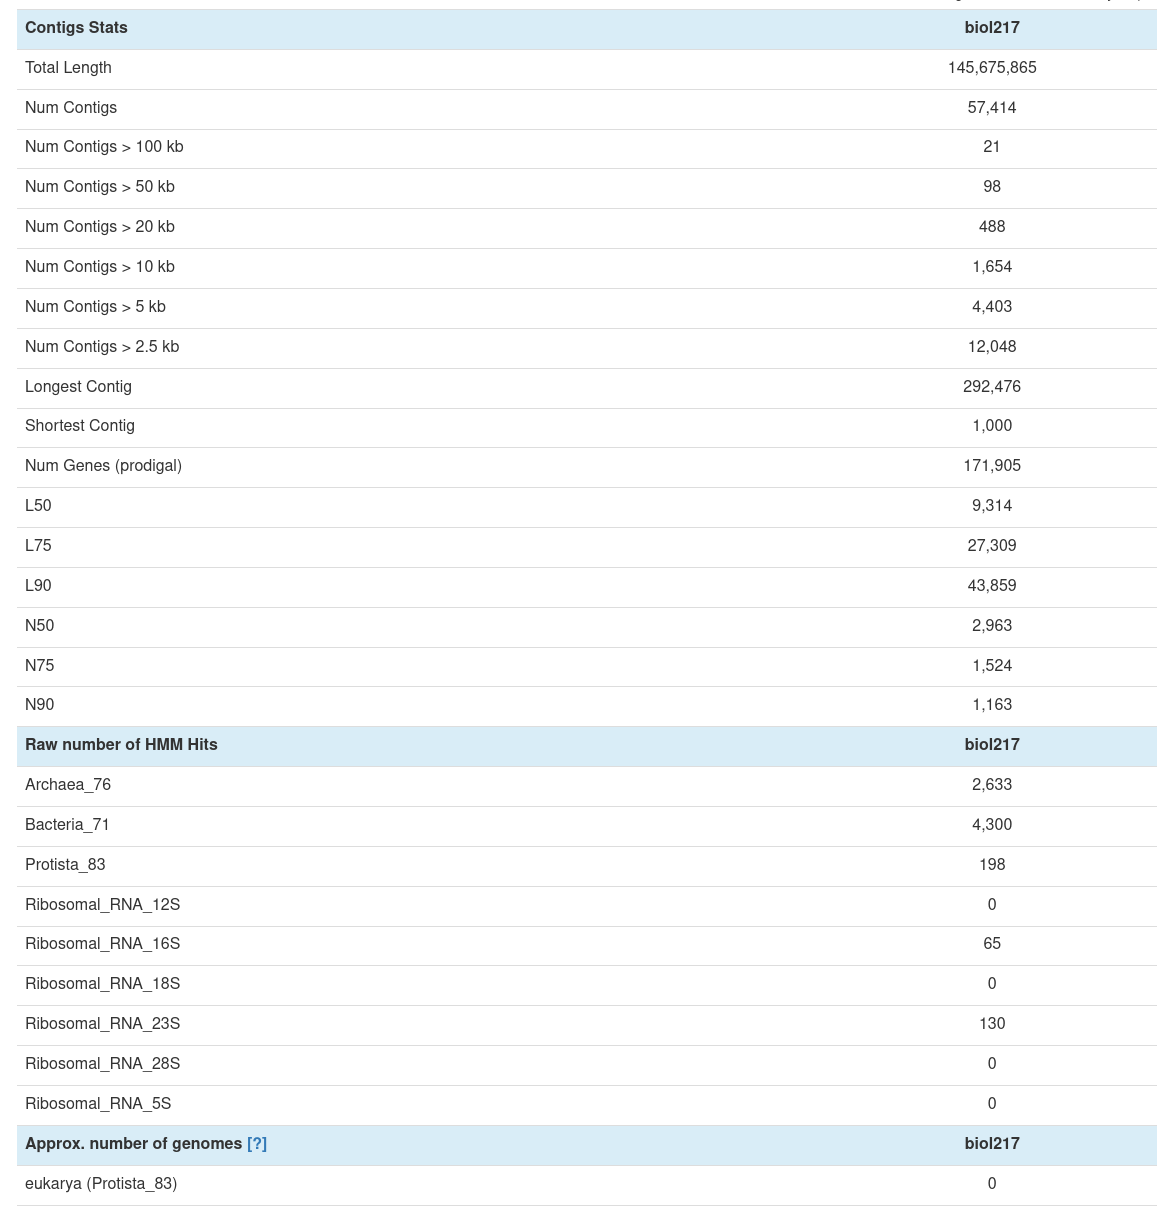 Contigs Stats biol217
Total Length 145,675,865
Num Contigs 57,414
Num Contigs > 100 kb 21
Num Contigs > 50 kb 98
Num Contigs > 20 kb 488
Num Contigs > 10 kb 1,654
Num Contigs > 5 kb 4,403
Num Contigs > 2.5 kb 12,048
Longest Contig 292,476
Shortest Contig 1,000
Num Genes (prodigal) 171,905
L50 9,314
L75 27,309
L90 43,859
N50 2,963
N75 1,524
N90 1,163
Raw number of HMM Hits biol217
Archaea_76 2,633
Bacteria_71 4,300
Protista_83 198
Ribosomal_RNA_12S 0
Ribosomal_RNA_16S 65
Ribosomal_RNA_18S 0
Ribosomal_RNA_23S 130
Ribosomal_RNA_28S 0
Ribosomal_RNA_5S 0
Approx. number of genomes [?] biol217
eukarya (Protista_83) 0